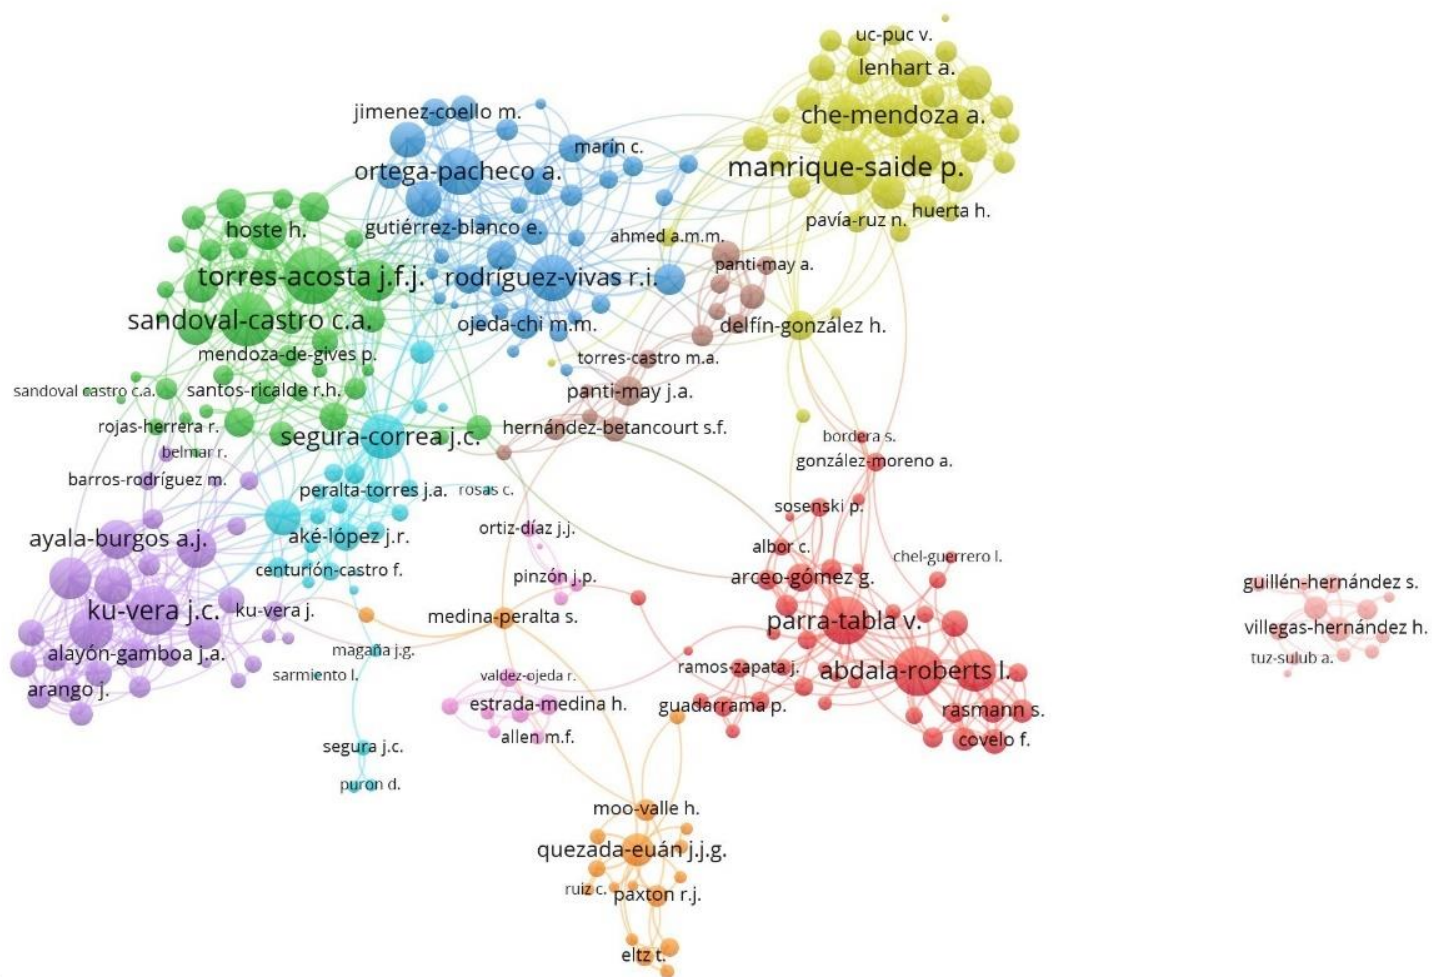 uc-puc v.
lenhart a.
jimenez-coello m.
che-mendoza a.
marin c.
manrique-saide p.
ortega-pacheco a.
huerta h.
pavía-ruz n.
hoste h.
gutiérrez-blanco e.
ahmed a.m.m.
panti-may a.
torres-acosta j.f.j.
rodríguez-vivas r.i.
sandoval-castro c.a.
ojeda-chi m.m.
delfín-gonzález h.
mendoza-de-gives p.
torres-castro m.a.
sandoval castro c.a.
santos-ricalde r.h.
panti-may j.a.
rojas-herrera r.
segura-correa j.c.
hernández-betancourt s.f.
bordera s.
belmar r.
gonzález-moreno a.
barros-rodríguez m.
peralta-torres j.a.
rosas c.
sosenski p.
ortiz-díaz j.j.
ayala-burgos a.j.
aké-lópez j.r.
albor c.
chel-guerrero l.
centurión-castro f.
pinzón j.p.
arceo-gómez g.
guillén-hernández s.
ku-vera j.c.
ku-vera j.
medina-peralta s.
parra-tabla v.
villegas-hernández h.
alayón-gamboa j.a.
magaña j.g.
tuz-sulub a.
sarmiento l.
valdez-ojeda r.
ramos-zapata j.
abdala-roberts l.
arango j.
estrada-medina h.
guadarrama p.
rasmann s.
segura j.c.
allen m.f.
covelo f.
puron d.
moo-valle h.
quezada-euán j.j.g.
ruiz c.
paxton r.j.
eltz t.